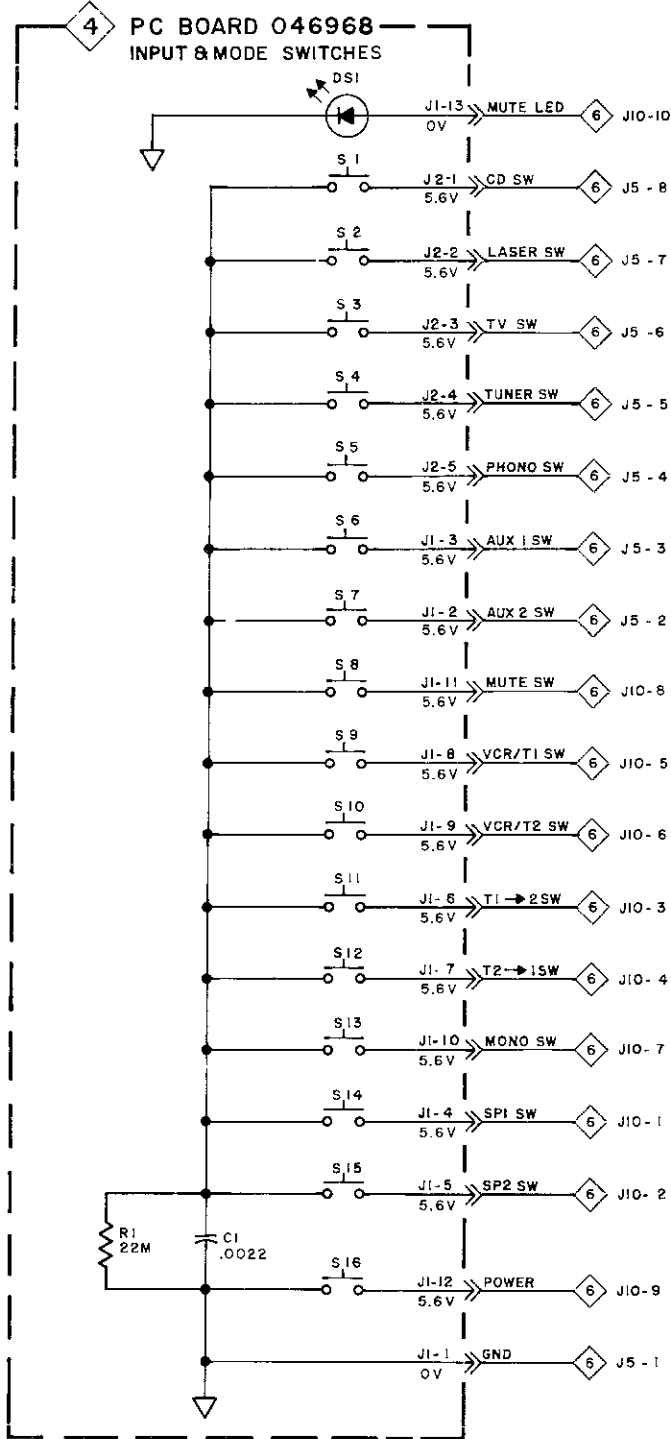 4 PC BOARD 046968
INPUT & MODE SWITCHES
DS1
J1-13 MUTE LED 6 J10-10
0V
S1
J2-1 CD SW 6 J5-8
5.6V
S2
J2-2 LASER SW 6 J5-7
5.6V
S3
J2-3 TV SW 6 J5-6
5.6V
S4
J2-4 TUNER SW 6 J5-5
5.6V
S5
J2-5 PHONO SW 6 J5-4
5.6V
S6
J1-3 AUX 1 SW 6 J5-3
5.6V
S7
J1-2 AUX 2 SW 6 J5-2
5.6V
S8
J1-11 MUTE SW 6 J10-8
5.6V
S9
J1-8 VCR/T1 SW 6 J10-5
5.6V
S10
J1-9 VCR/T2 SW 6 J10-6
5.6V
S11
J1-6 T1→2SW 6 J10-3
5.6V
S12
J1-7 T2→1SW 6 J10-4
5.6V
S13
J1-10 MONO SW 6 J10-7
5.6V
S14
J1-4 SP1 SW 6 J10-1
5.6V
S15
J1-5 SP2 SW 6 J10-2
5.6V
R1
22M
C1
.0022
S16
J1-12 POWER 6 J10-9
5.6V
J1-1 GND 6 J5-1
0V